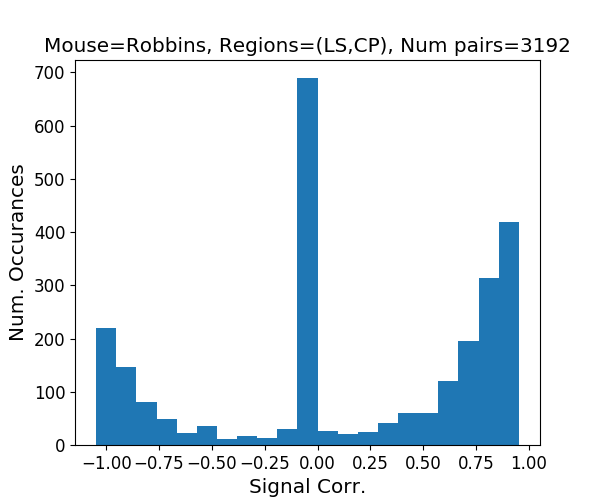 Mouse=Robbins, Regions=(LS,CP), Num pairs=3192
700
600
500
400
300
200
100
0
Num. Occurances
−1.00 −0.75 −0.50 −0.25 0.00 0.25 0.50 0.75 1.00
Signal Corr.